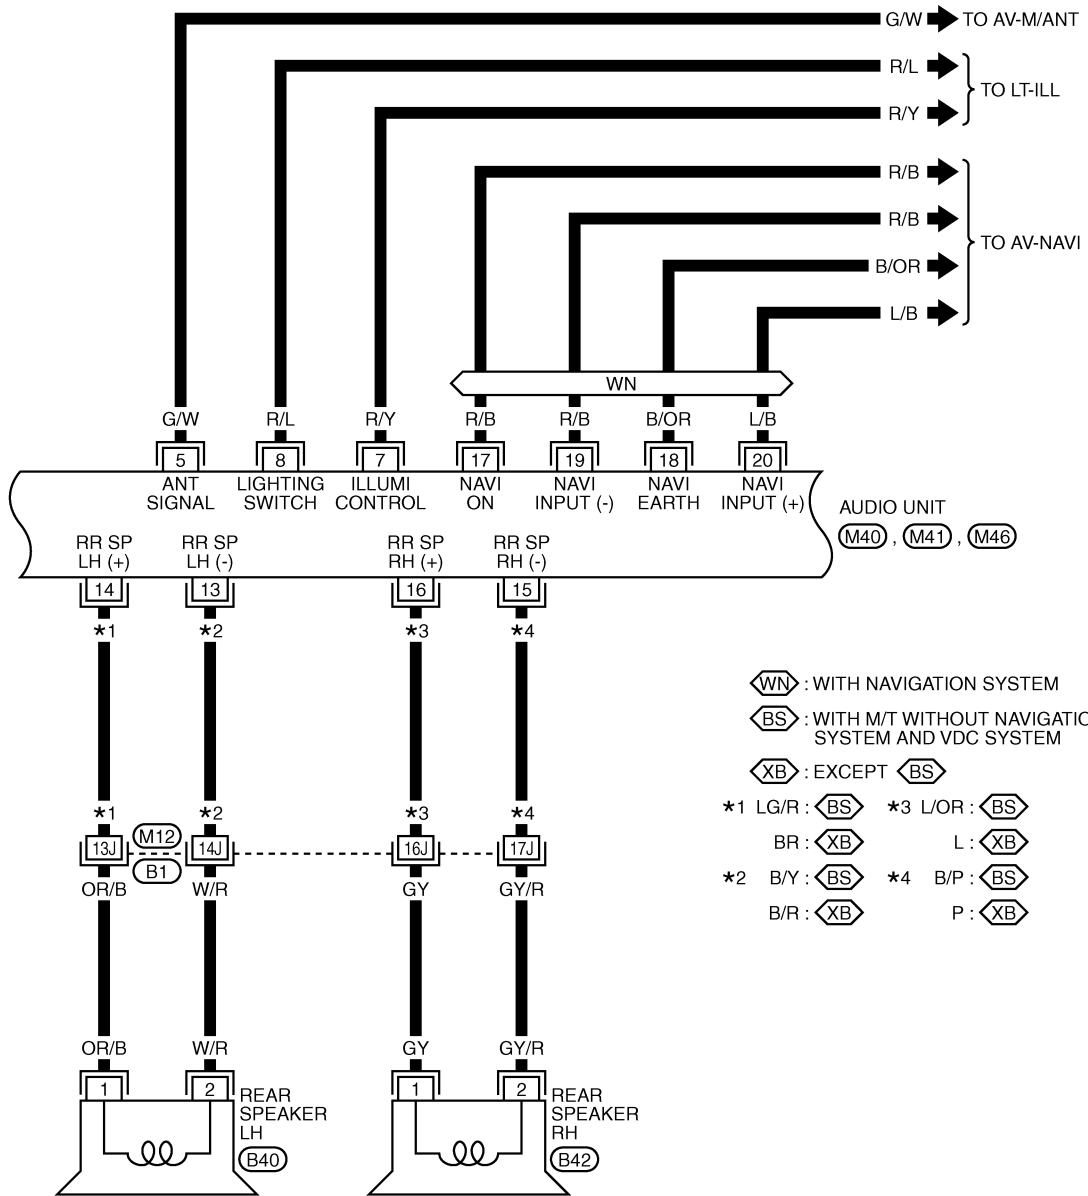 G/W TO AV-M/ANT
R/L
TO LT-ILL
R/Y
R/B
R/B
TO AV-NAVI
B/OR
L/B
WN
G/W R/L R/Y R/B R/B B/OR L/B
5 8 7 17 19 18 20
ANT SIGNAL
LIGHTING SWITCH
ILLUMI CONTROL
NAVI ON
NAVI INPUT (-)
NAVI EARTH
NAVI INPUT (+)
AUDIO UNIT
M40 , M41 , M46
RR SP LH (+)
RR SP LH (-)
RR SP RH (+)
RR SP RH (-)
14 13 16 15
*1 *2 *3 *4
WN : WITH NAVIGATION SYSTEM
BS : WITH M/T WITHOUT NAVIGATIO
SYSTEM AND VDC SYSTEM
XB : EXCEPT BS
*1 LG/R : BS *3 L/OR : BS
BR : XB L : XB
*2 B/Y : BS *4 B/P : BS
B/R : XB P : XB
*1 *2 *3 *4
M12
13J 14J 16J 17J
B1
OR/B W/R GY GY/R
OR/B W/R GY GY/R
1 2 1 2
REAR
SPEAKER
LH
B40
REAR
SPEAKER
RH
B42